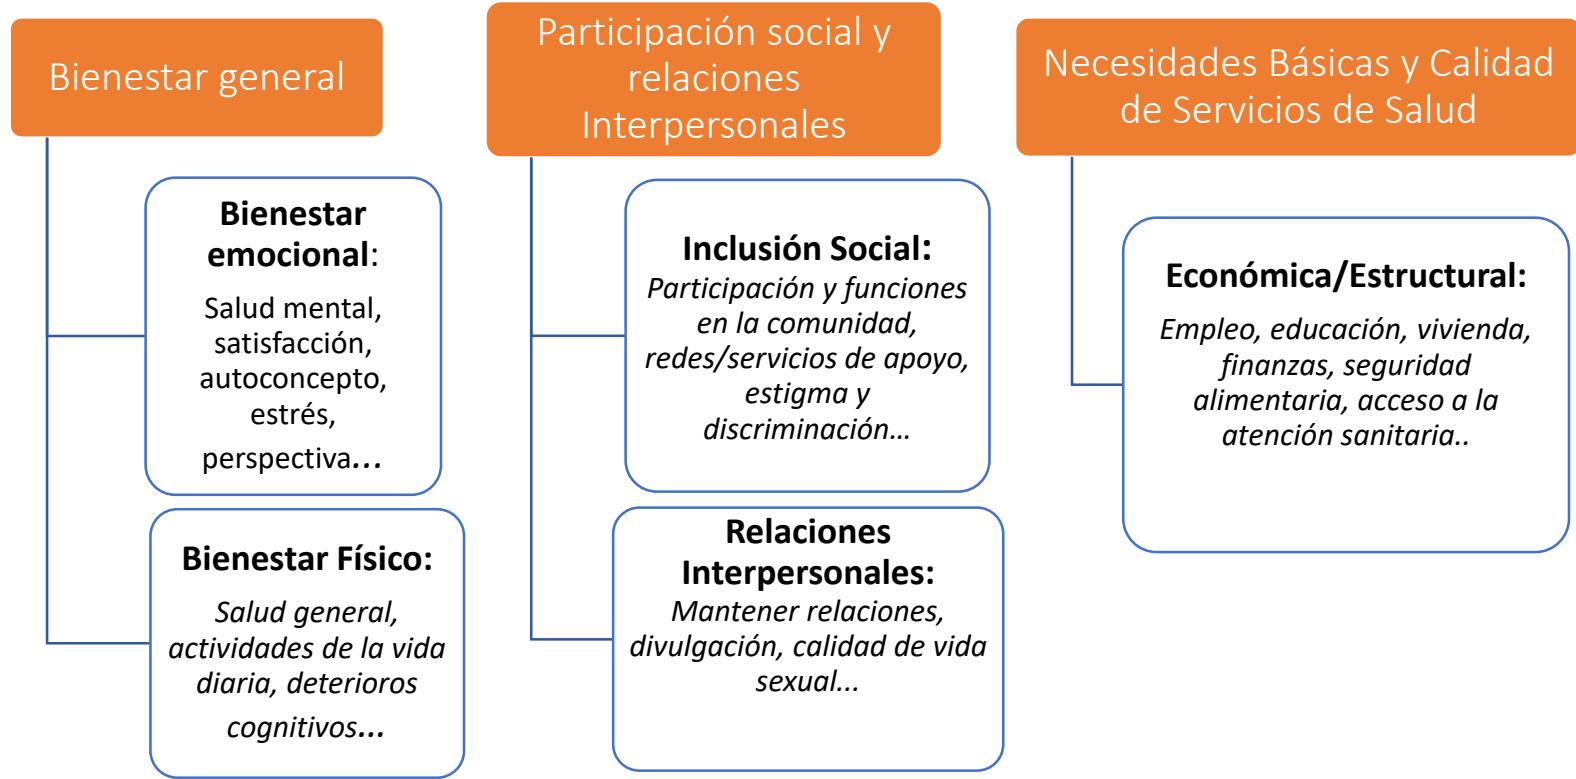 Bienestar general
Bienestar
emocional:
Salud mental,
satisfacción,
autoconcepto,
estrés,
perspectiva...
Bienestar Físico:
Salud general,
actividades de la vida
diaria, deterioros
cognitivos...
Participación social y
relaciones
Interpersonales
Inclusión Social:
Participación y funciones
en la comunidad,
redes/servicios de apoyo,
estigma y
discriminación...
Relaciones
Interpersonales:
Mantener relaciones,
divulgación, calidad de vida
sexual...
Necesidades Básicas y Calidad
de Servicios de Salud
Económica/Estructural:
Empleo, educación, vivienda,
finanzas, seguridad
alimentaria, acceso a la
atención sanitaria..